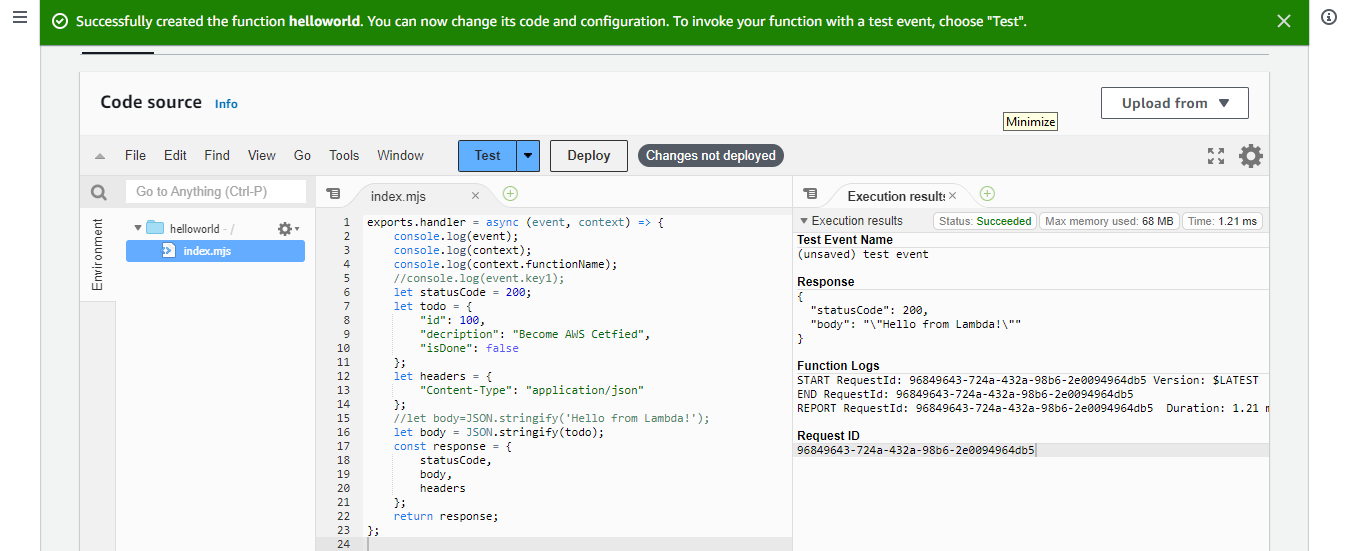 Successfully created the function helloworld. You can now change its code and configuration. To invoke your function with a test event, choose "Test".
Code source Info
Upload from
Minimize
File Edit Find View Go Tools Window Test Deploy Changes not deployed
Go to Anything (Ctrl-P)
Environment
helloworld - /
index.mjs
index.mjs
1 exports.handler = async (event, context) => {
2 console.log(event);
3 console.log(context);
4 console.log(context.functionName);
5 //console.log(event.key1);
6 let statusCode = 200;
7 let todo = {
8 "id": 100,
9 "decription": "Become AWS Cetfied",
10 "isDone": false
11 };
12 let headers = {
13 "Content-Type": "application/json"
14 };
15 //let body=JSON.stringify('Hello from Lambda!');
16 let body = JSON.stringify(todo);
17 const response = {
18 statusCode,
19 body,
20 headers
21 };
22 return response;
23 };
24
Execution results
Execution results Status: Succeeded Max memory used: 68 MB Time: 1.21 ms
Test Event Name
(unsaved) test event
Response
{
"statusCode": 200,
"body": "\"Hello from Lambda!\""
}
Function Logs
START RequestId: 96849643-724a-432a-98b6-2e0094964db5 Version: $LATEST
END RequestId: 96849643-724a-432a-98b6-2e0094964db5
REPORT RequestId: 96849643-724a-432a-98b6-2e0094964db5 Duration: 1.21 m
Request ID
96849643-724a-432a-98b6-2e0094964db5